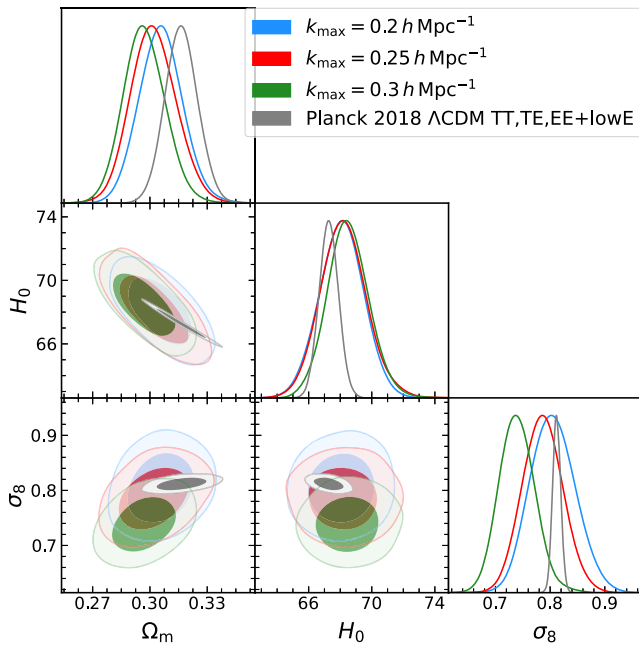 k_max = 0.2 h Mpc⁻¹
k_max = 0.25 h Mpc⁻¹
k_max = 0.3 h Mpc⁻¹
Planck 2018 ΛCDM TT,TE,EE+lowE
74
H₀
70
66
0.9
σ₈
0.8
0.7
0.27 0.30 0.33 66 70 74 0.7 0.8 0.9
Ω_m H₀ σ₈